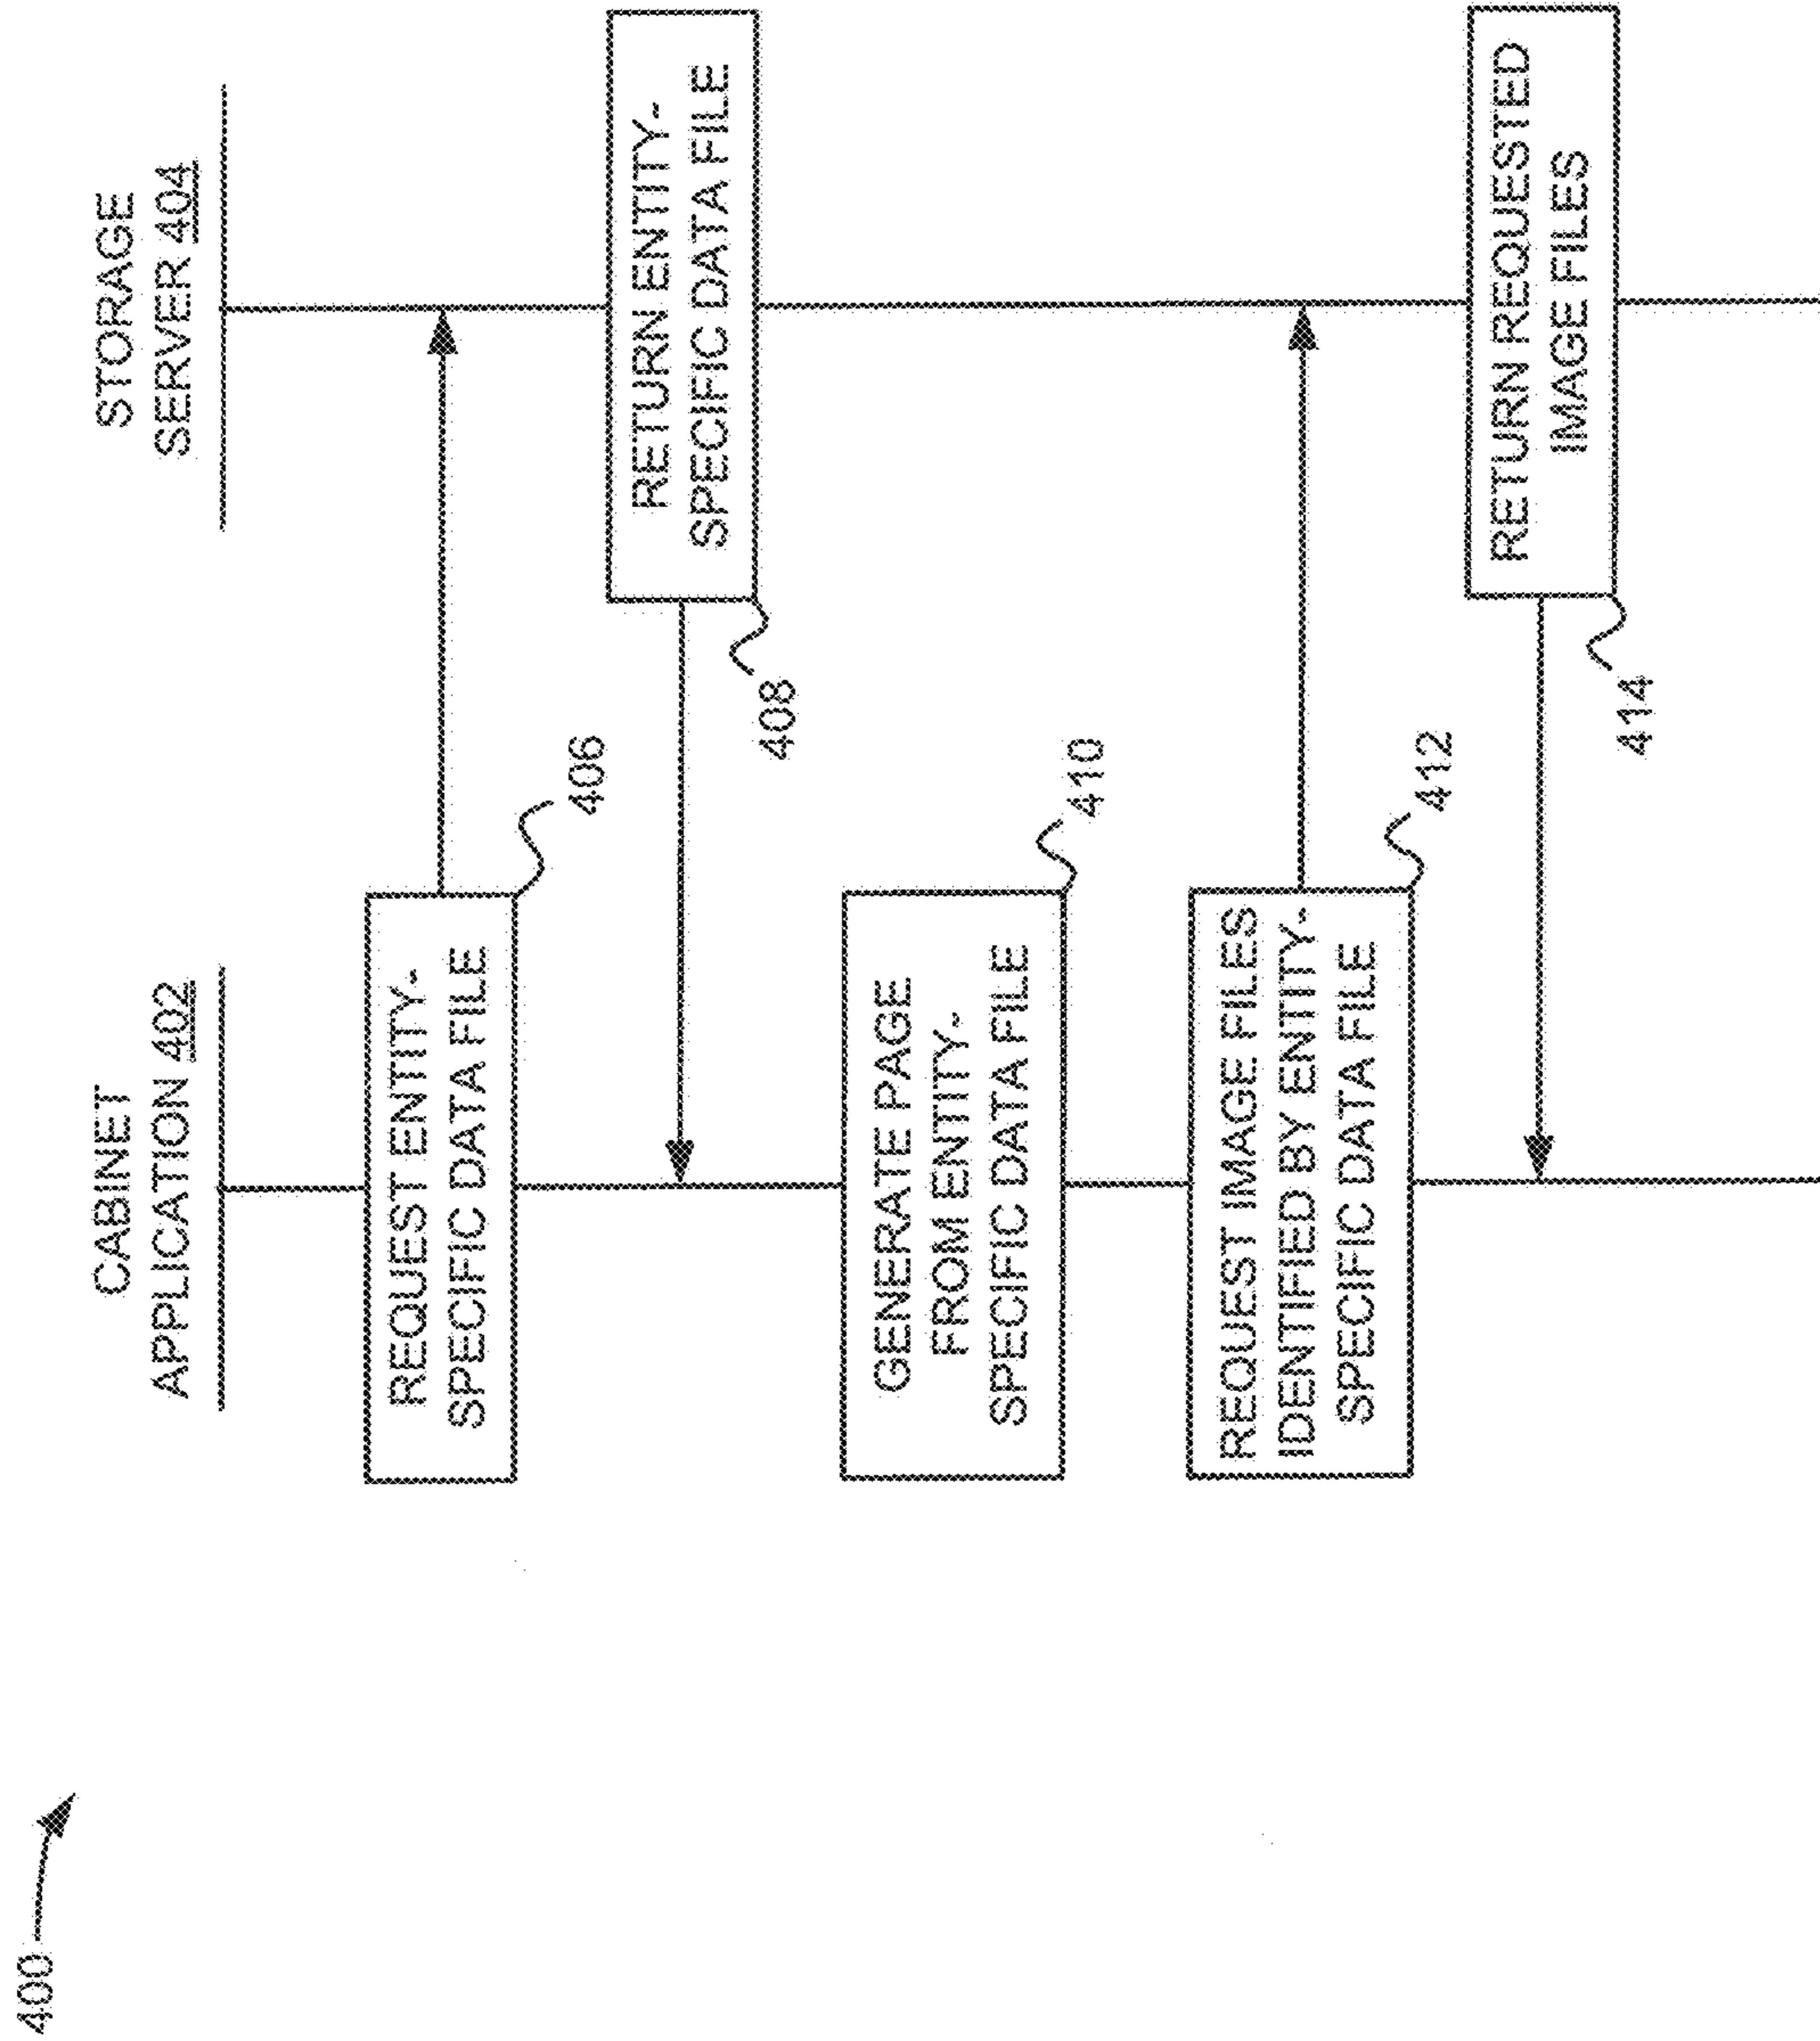 400
CABINET
APPLICATION 402
STORAGE
SERVER 404
REQUEST ENTITY-
SPECIFIC DATA FILE
406
RETURN ENTITY-
SPECIFIC DATA FILE
408
GENERATE PAGE
FROM ENTITY-
SPECIFIC DATA FILE
410
REQUEST IMAGE FILES
IDENTIFIED BY ENTITY-
SPECIFIC DATA FILE
412
RETURN REQUESTED
IMAGE FILES
414